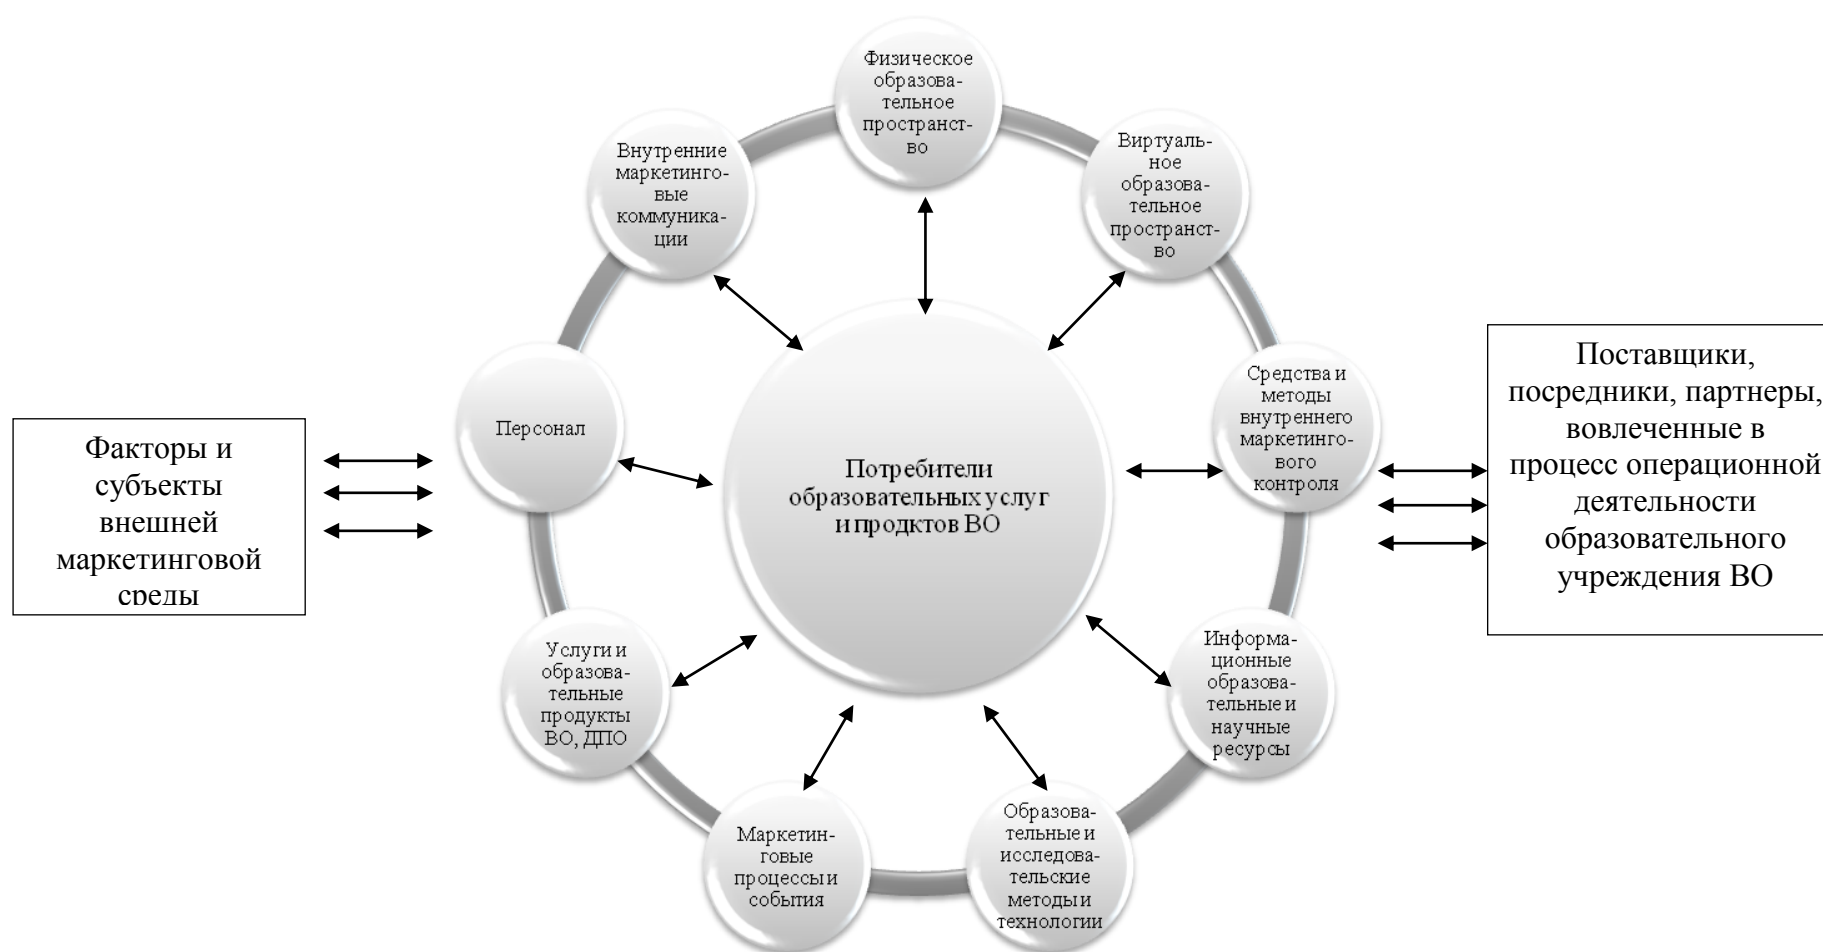 Физическое
образова-
тельное
пространст-
во
Виртуаль-
ное
образова-
тельное
пространст-
во
Средства и
методы
внутреннего
маркетинго-
вого
контроля
Информа-
ционные
образова-
тельные и
научные
ресурсы
Образова-
тельные и
исследова-
тельские
методы и
технологии
Маркетин-
говые
процессы и
события
Услуги и
образова-
тельные
продукты
ВО, ДПО
Персонал
Внутренние
маркетинго-
вые
коммуника-
ции
Потребители
образовательных услуг
и продктов ВО
Факторы и
субъекты
внешней
маркетинговой
среды
Поставщики,
посредники, партнеры,
вовлеченные в
процесс операционной
деятельности
образовательного
учреждения ВО